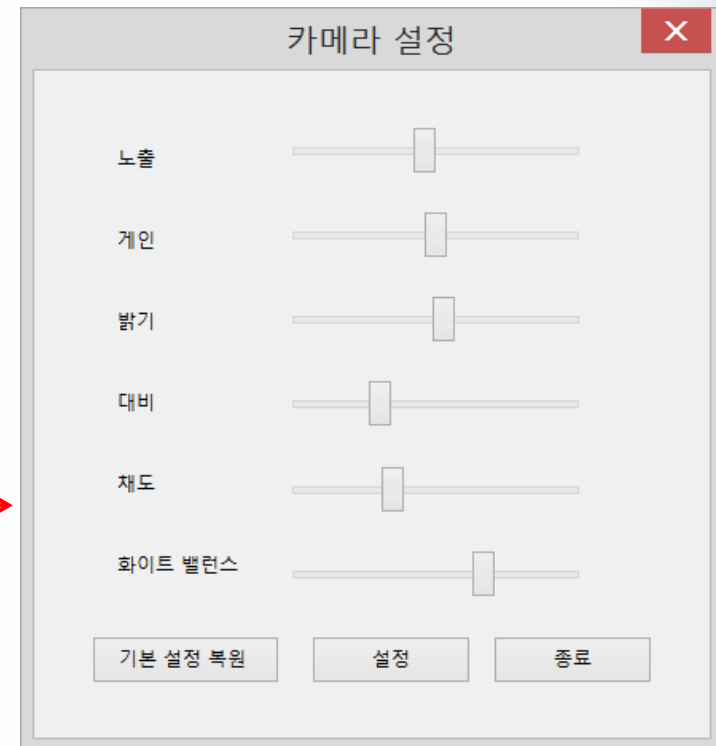 카메라 설정
노출
게인
밝기
대비
채도
화이트 밸런스
기본 설정 복원 설정 종료